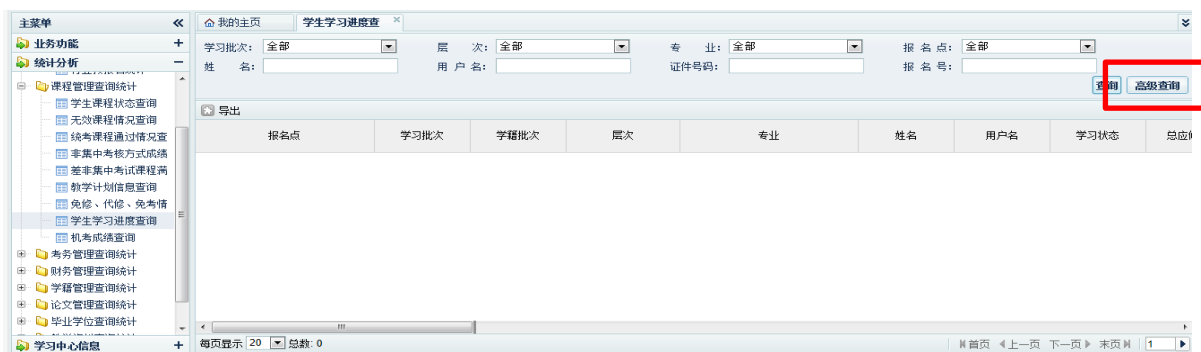 主菜单
我的主页
学生学习进度查
业务功能
统计分析
学习批次: 全部
层 次: 全部
专 业: 全部
报 名 点: 全部
姓 名:
用 户 名:
证件号码:
报 名 号:
查询
高级查询
导出
报名点
学习批次
学籍批次
层次
专业
姓名
用户名
学习状态
课程管理查询统计
学生课程状态查询
无效课程情况查询
统考课程通过情况查
非集中考核方式成绩
差非集中考试课程满
教学计划信息查询
免修、代修、免考情
学生学习进度查询
机考成绩查询
考务管理查询统计
财务管理查询统计
学籍管理查询统计
论文管理查询统计
毕业学位查询统计
学习中心信息
每页显示 20 总数: 0
首页 上一页 下一页 末页 1